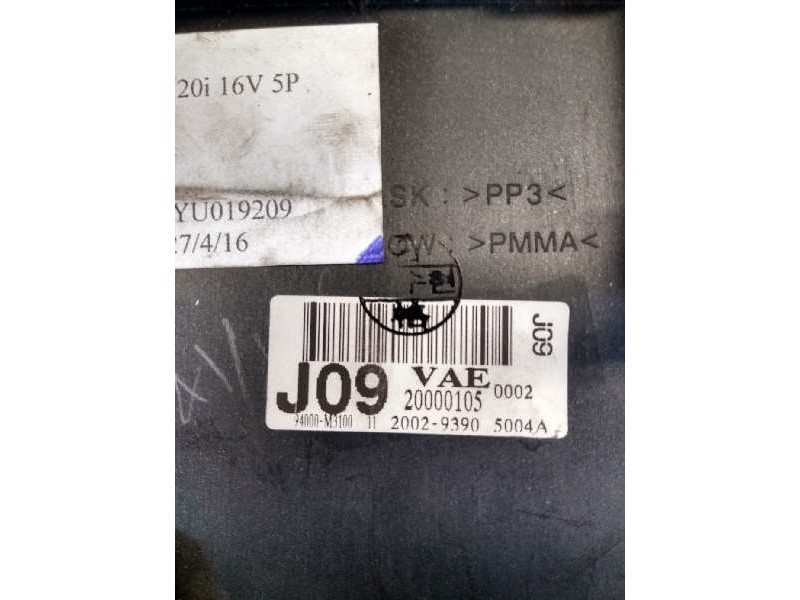 20i 16V 5P
YU019209
27/4/16
SK : >PP3<
: >PMMA<
J09
J09
VAE
20000105
0002
94000-M3100 11
2002-9390
5004A